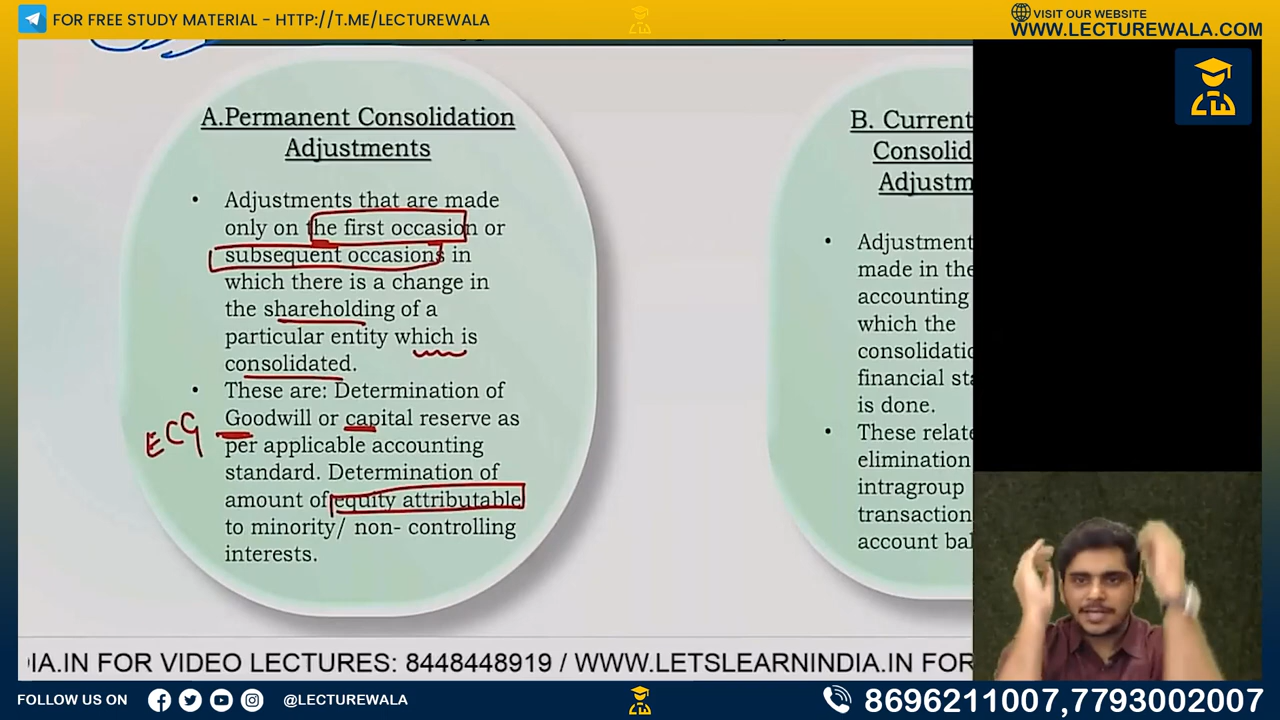 FOR FREE STUDY MATERIAL - HTTP://T.ME/LECTUREWALA
VISIT OUR WEBSITE
WWW.LECTUREWALA.COM
A.Permanent Consolidation
Adjustments
• Adjustments that are made
only on the first occasion or
subsequent occasions in
which there is a change in
the shareholding of a
particular entity which is
consolidated.
• These are: Determination of
Goodwill or capital reserve as
per applicable accounting
standard. Determination of
amount of equity attributable
to minority/ non- controlling
interests.
ECG
B. Current
Consolid
Adjustm
• Adjustment
made in the
accounting
which the
consolidatio
financial sta
is done.
• These relate
elimination
intragroup
transaction
account bal
IA.IN FOR VIDEO LECTURES: 8448448919 / WWW.LETSLEARNINDIA.IN FOR
FOLLOW US ON
@LECTUREWALA
8696211007,7793002007